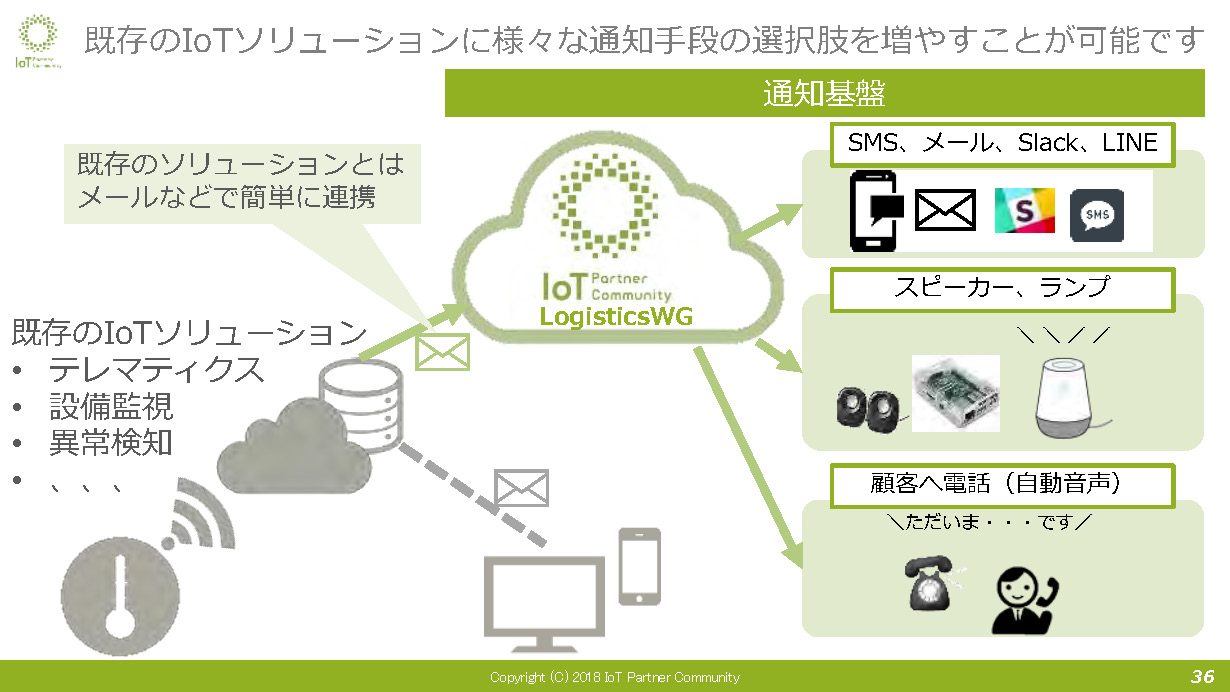 IoT Partner Community
既存のIoTソリューションに様々な通知手段の選択肢を増やすことが可能です
通知基盤
既存のソリューションとは
メールなどで簡単に連携
SMS、メール、Slack、LINE
S
SMS
IoT Partner Community
LogisticsWG
スピーカー、ランプ
＼ ＼ ／ ／
既存のIoTソリューション
• テレマティクス
• 設備監視
• 異常検知
• 、、、
顧客へ電話（自動音声）
＼ただいま・・・です／
Copyright (C) 2018 IoT Partner Community
36